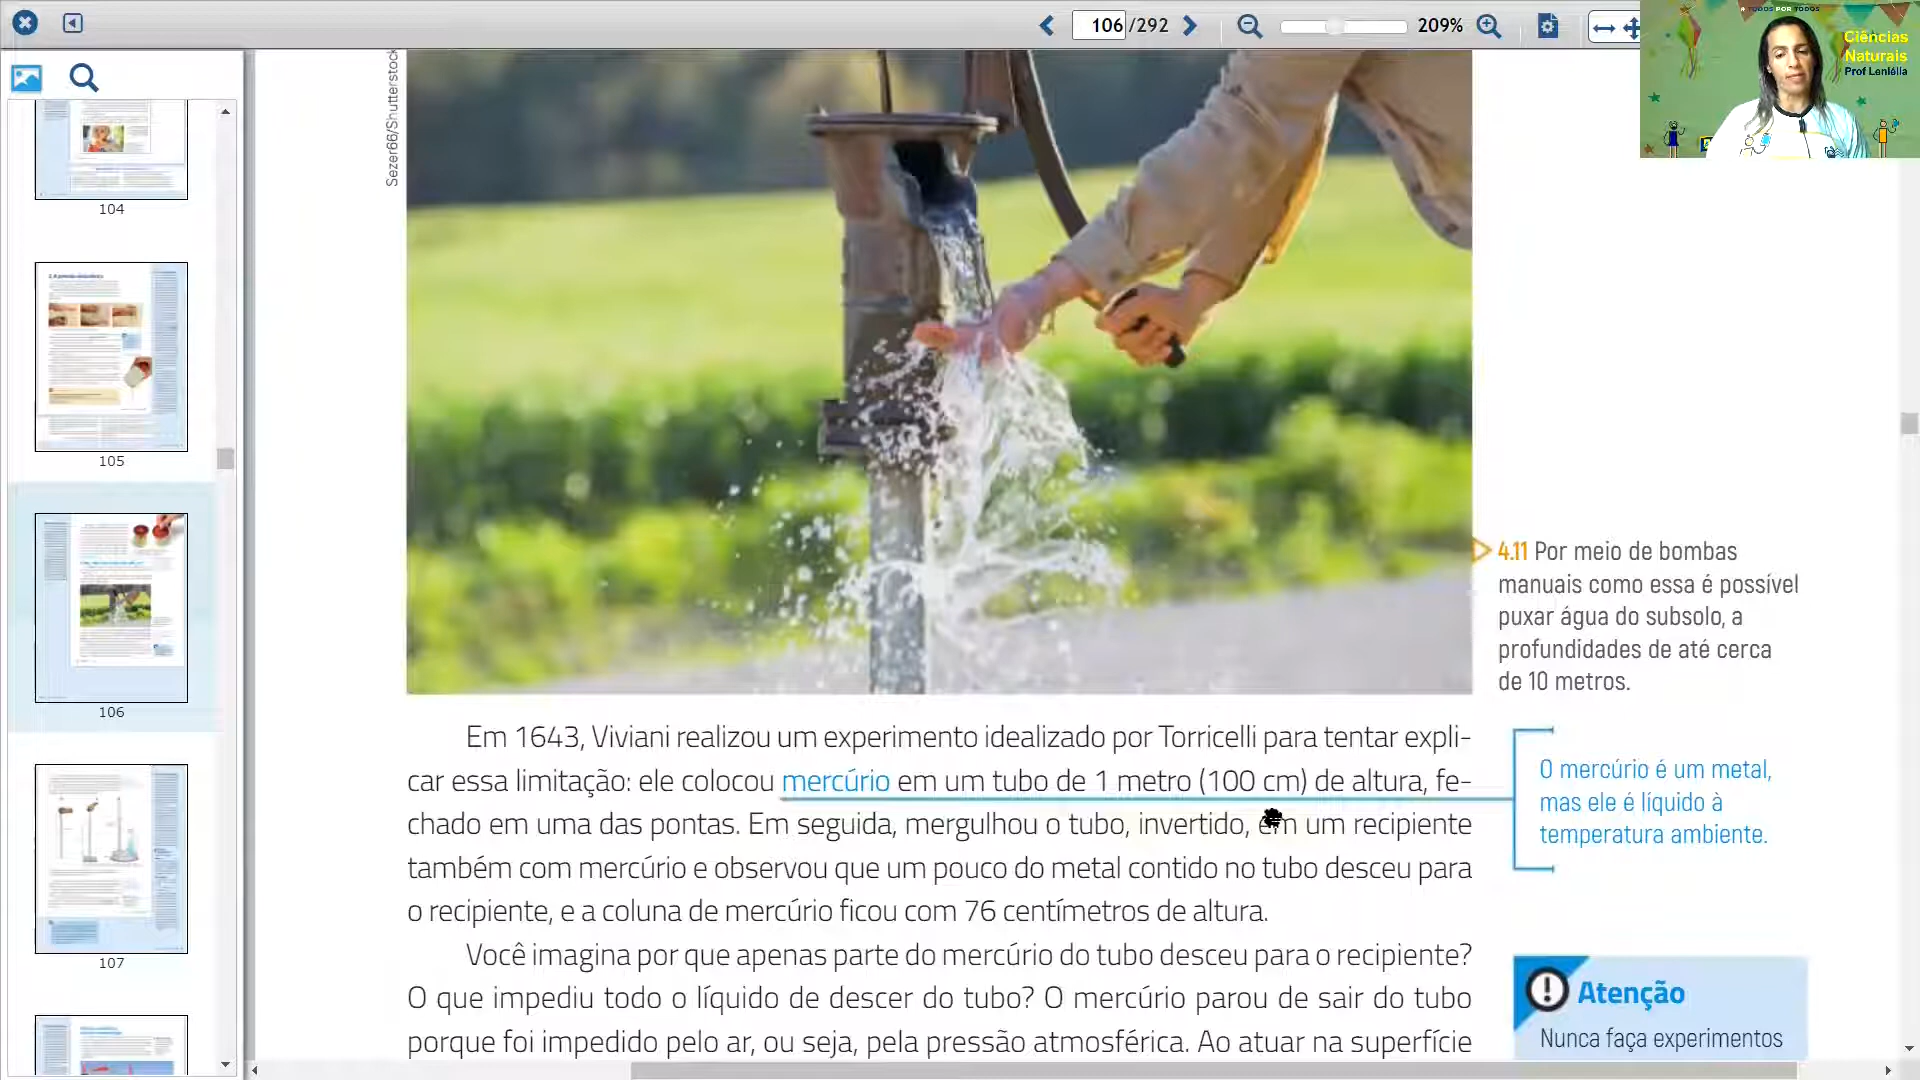 106 /292
209%
TODOS POR TODOS
Ciências
Naturais
Prof Leniélia
104
105
106
107
Sezer66/Shutterstock
4.11 Por meio de bombas
manuais como essa é possível
puxar água do subsolo, a
profundidades de até cerca
de 10 metros.
Em 1643, Viviani realizou um experimento idealizado por Torricelli para tentar expli-
car essa limitação: ele colocou mercúrio em um tubo de 1 metro (100 cm) de altura, fe-
chado em uma das pontas. Em seguida, mergulhou o tubo, invertido, em um recipiente
também com mercúrio e observou que um pouco do metal contido no tubo desceu para
o recipiente, e a coluna de mercúrio ficou com 76 centímetros de altura.
Você imagina por que apenas parte do mercúrio do tubo desceu para o recipiente?
O que impediu todo o líquido de descer do tubo? O mercúrio parou de sair do tubo
porque foi impedido pelo ar, ou seja, pela pressão atmosférica. Ao atuar na superfície
O mercúrio é um metal,
mas ele é líquido à
temperatura ambiente.
Atenção
Nunca faça experimentos